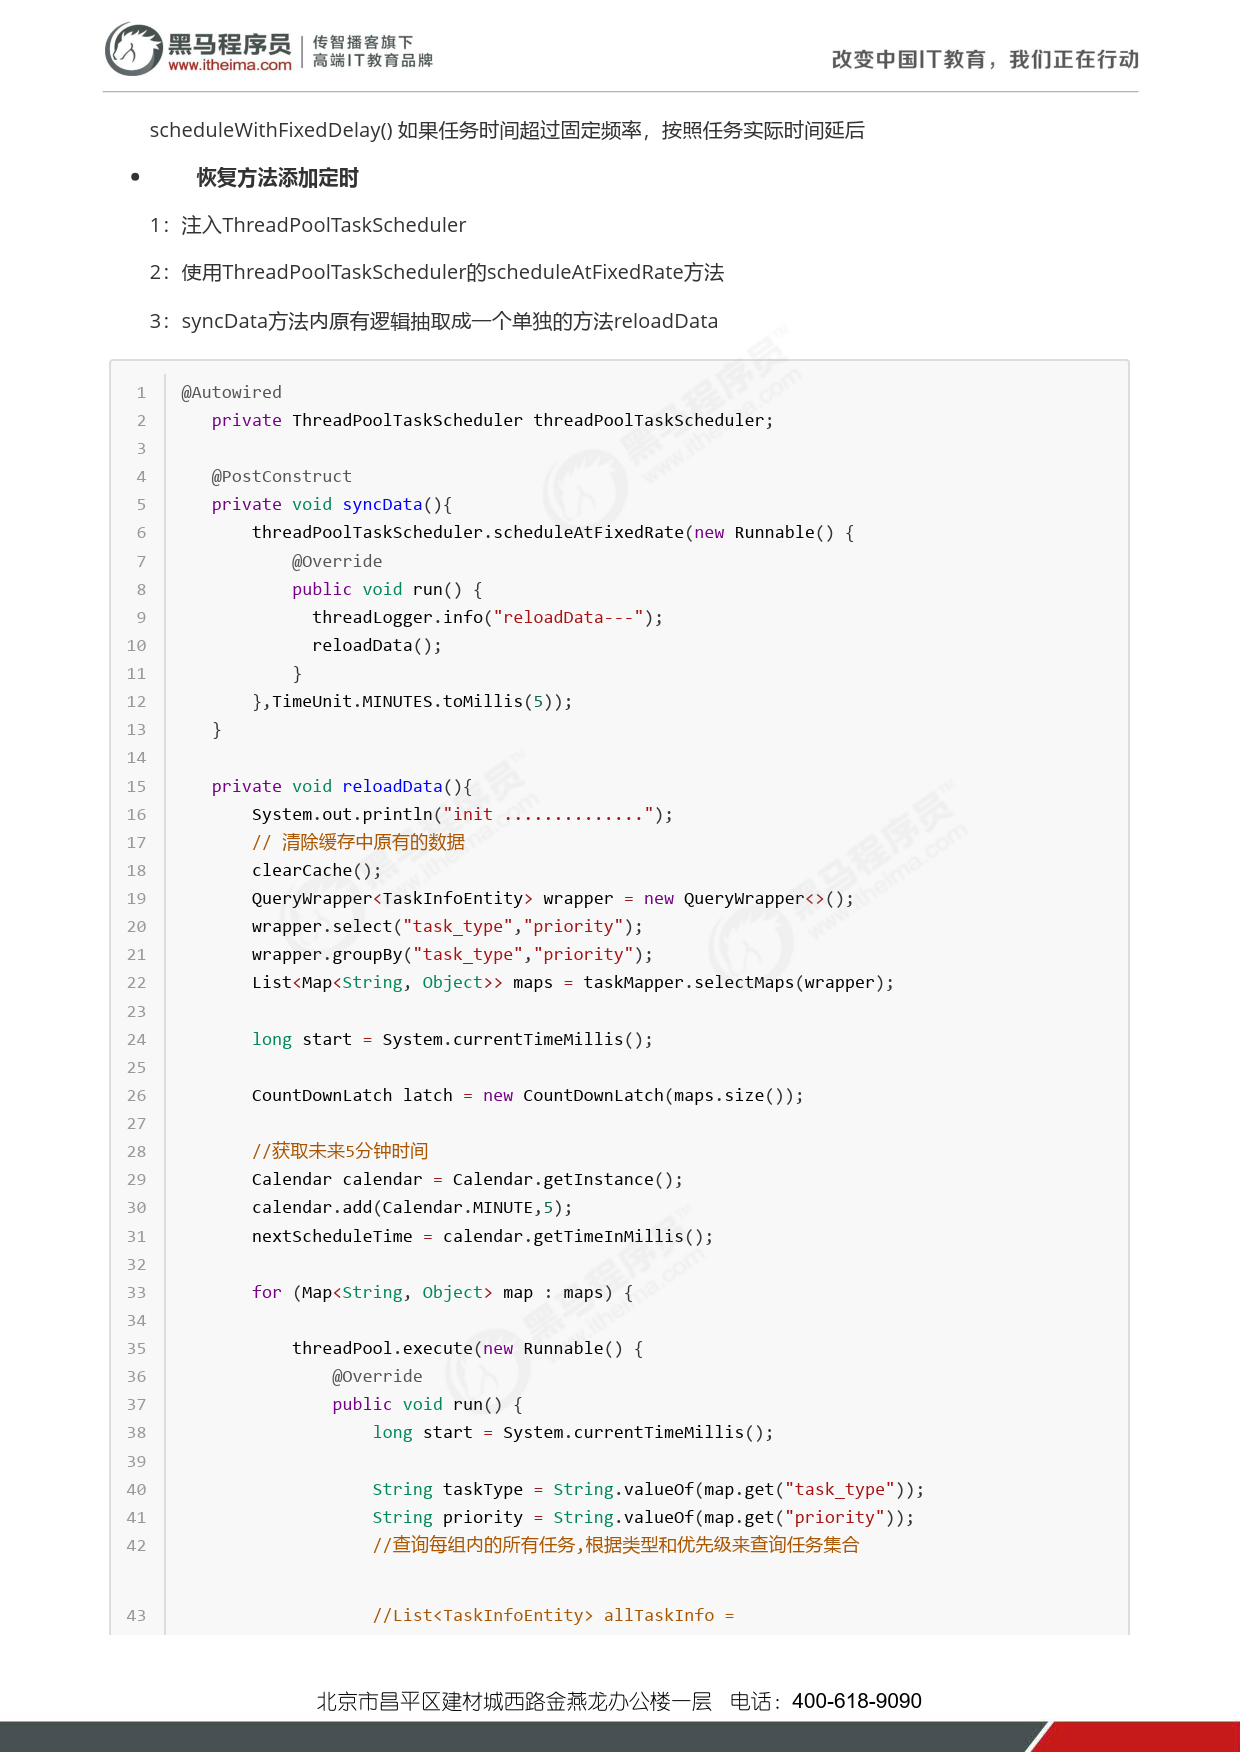 黑马程序员 传智播客旗下
www.itheima.com 高端IT教育品牌
改变中国IT教育，我们正在行动
scheduleWithFixedDelay() 如果任务时间超过固定频率，按照任务实际时间延后
• 恢复方法添加定时
1：注入ThreadPoolTaskScheduler
2：使用ThreadPoolTaskScheduler的scheduleAtFixedRate方法
3：syncData方法内原有逻辑抽取成一个单独的方法reloadData
1 @Autowired
2    private ThreadPoolTaskScheduler threadPoolTaskScheduler;
3
4    @PostConstruct
5    private void syncData(){
6        threadPoolTaskScheduler.scheduleAtFixedRate(new Runnable() {
7            @Override
8            public void run() {
9              threadLogger.info("reloadData---");
10              reloadData();
11            }
12        },TimeUnit.MINUTES.toMillis(5));
13    }
14
15    private void reloadData(){
16        System.out.println("init ..............");
17        // 清除缓存中原有的数据
18        clearCache();
19        QueryWrapper<TaskInfoEntity> wrapper = new QueryWrapper<>();
20        wrapper.select("task_type","priority");
21        wrapper.groupBy("task_type","priority");
22        List<Map<String, Object>> maps = taskMapper.selectMaps(wrapper);
23
24        long start = System.currentTimeMillis();
25
26        CountDownLatch latch = new CountDownLatch(maps.size());
27
28        //获取未来5分钟时间
29        Calendar calendar = Calendar.getInstance();
30        calendar.add(Calendar.MINUTE,5);
31        nextScheduleTime = calendar.getTimeInMillis();
32
33        for (Map<String, Object> map : maps) {
34
35            threadPool.execute(new Runnable() {
36                @Override
37                public void run() {
38                    long start = System.currentTimeMillis();
39
40                    String taskType = String.valueOf(map.get("task_type"));
41                    String priority = String.valueOf(map.get("priority"));
42                    //查询每组内的所有任务,根据类型和优先级来查询任务集合
43                    //List<TaskInfoEntity> allTaskInfo =
北京市昌平区建材城西路金燕龙办公楼一层 电话：400-618-9090